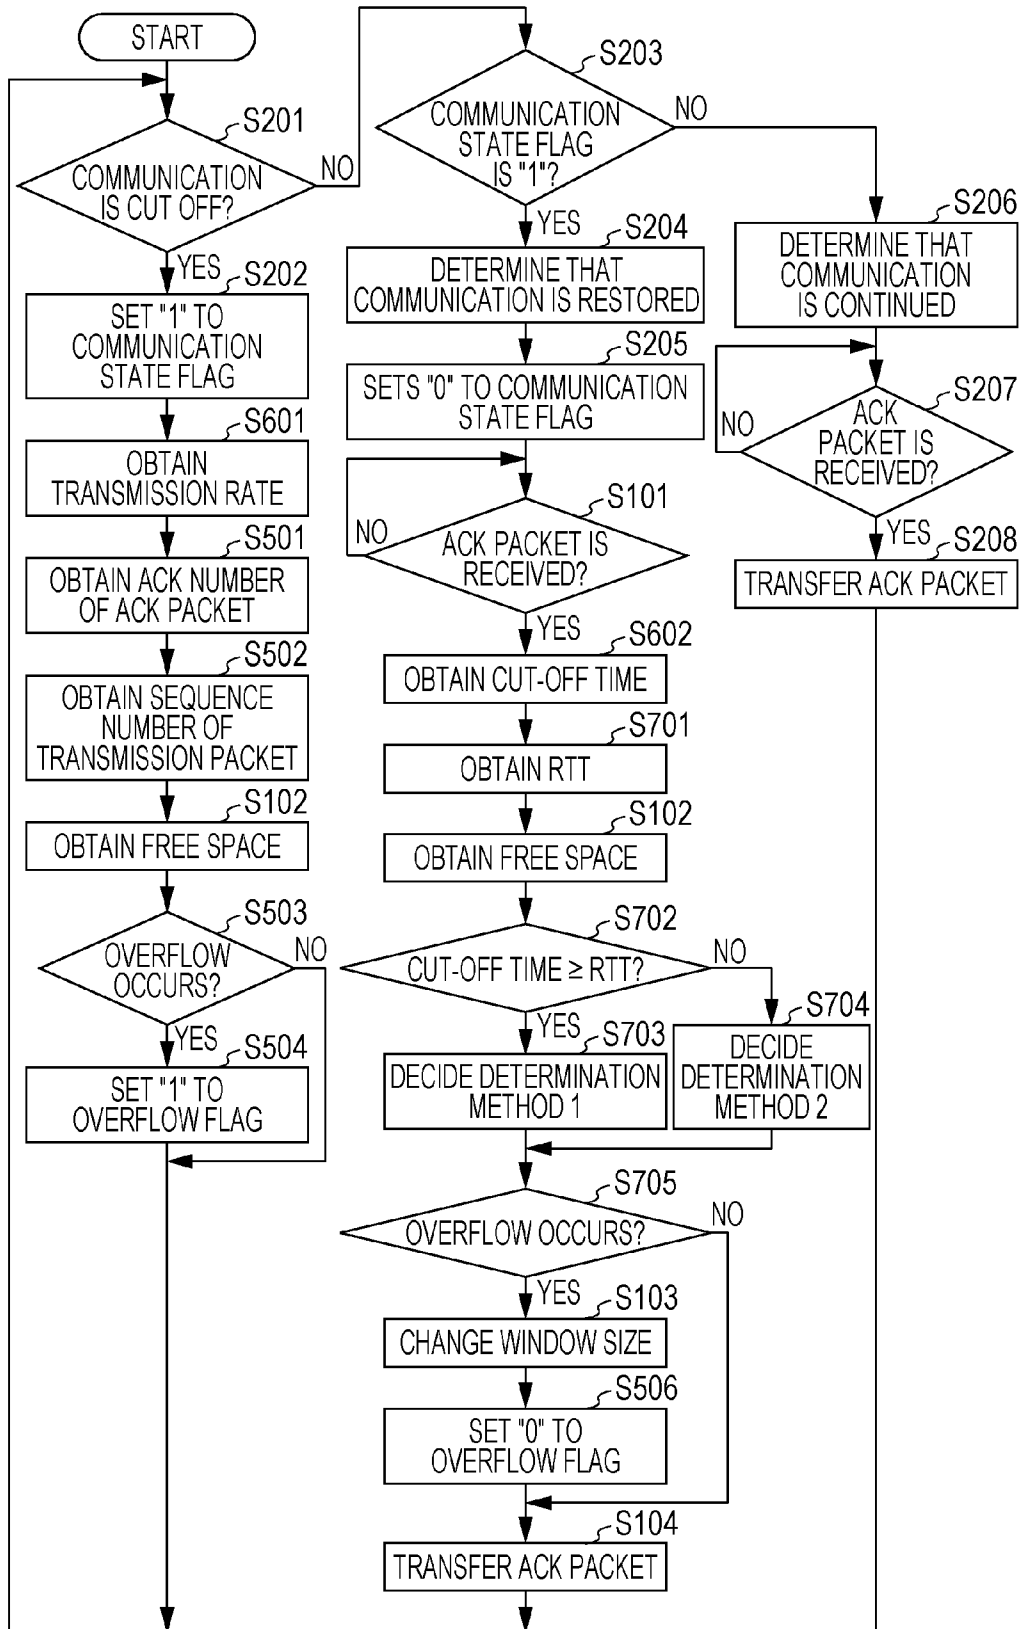 START
S201
COMMUNICATION
IS CUT OFF?
NO
YES
S202
SET "1" TO
COMMUNICATION
STATE FLAG
S601
OBTAIN
TRANSMISSION RATE
S501
OBTAIN ACK NUMBER
OF ACK PACKET
S502
OBTAIN SEQUENCE
NUMBER OF
TRANSMISSION PACKET
S102
OBTAIN FREE SPACE
S503
OVERFLOW
OCCURS?
NO
YES
S504
SET "1" TO
OVERFLOW FLAG
S203
COMMUNICATION
STATE FLAG
IS "1"?
NO
YES
S204
DETERMINE THAT
COMMUNICATION IS RESTORED
S205
SETS "0" TO COMMUNICATION
STATE FLAG
S101
NO
ACK PACKET IS
RECEIVED?
YES
S602
OBTAIN CUT-OFF TIME
S701
OBTAIN RTT
S102
OBTAIN FREE SPACE
S702
CUT-OFF TIME ≥ RTT?
NO
YES
S703
DECIDE DETERMINATION
METHOD 1
S704
DECIDE
DETERMINATION
METHOD 2
S705
OVERFLOW OCCURS?
NO
YES
S103
CHANGE WINDOW SIZE
S506
SET "0" TO
OVERFLOW FLAG
S104
TRANSFER ACK PACKET
S206
DETERMINE THAT
COMMUNICATION
IS CONTINUED
S207
NO
ACK
PACKET IS
RECEIVED?
YES
S208
TRANSFER ACK PACKET